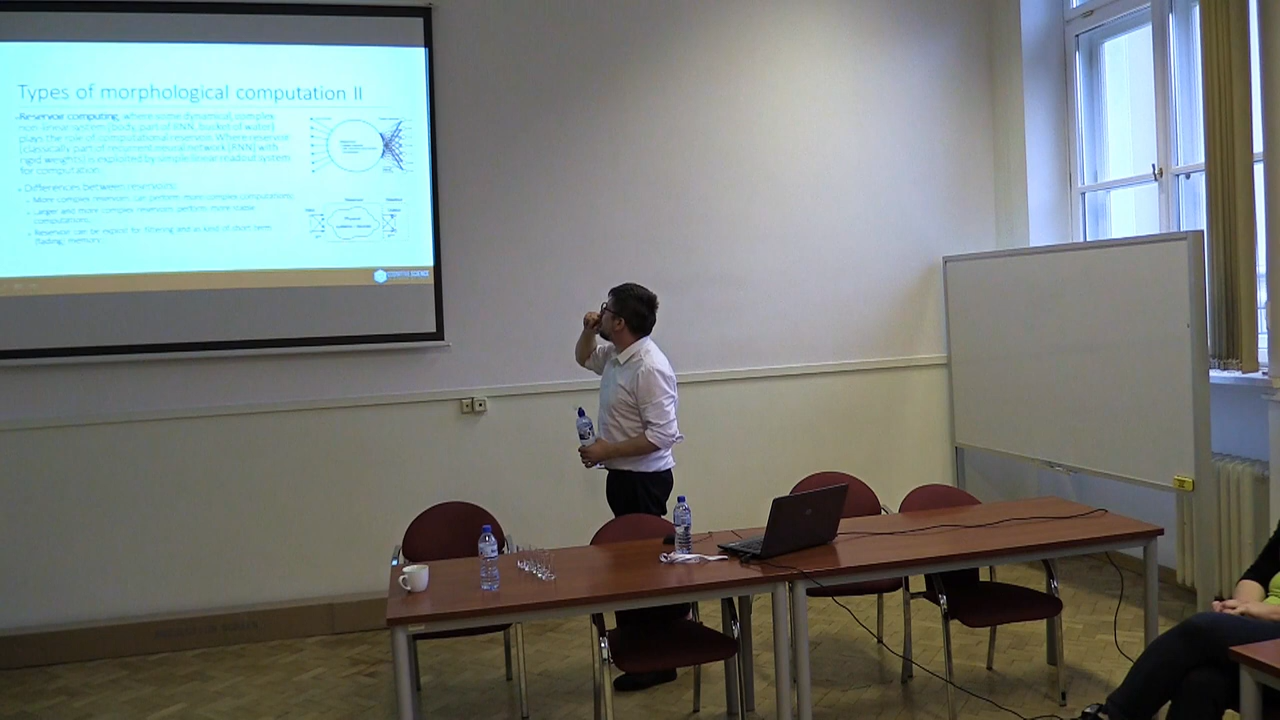 Types of morphological computation II
Reservoir computing, where some dynamical, complex
non-linear system (body, part of RNN, bucket of water)
plays the role of computational reservoir. Where reservoir
(classically part of recurrent neural network (RNN) with
rigid weights) is exploited by simple linear readout system
for computation.
Differences between reservoirs:
More complex reservoirs can perform more complex computations.
Larger and more complex reservoirs perform more stable
computations.
Reservoir can be exploit for filtering and as kind of short term
(fading) memory.
COGNITIVE SCIENCE